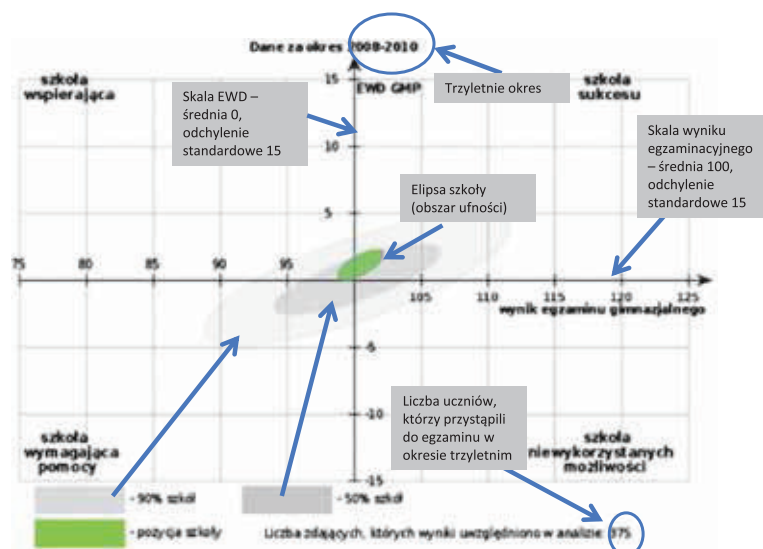 Dane za okres 2008-2010
szkoła
wspierająca
15
EWD GMP
szkoła
sukcesu
Trzyletnie okres
Skala EWD –
średnia 0,
odchylenie
standardowe 15
10
Skala wyniku
egzaminacyjnego
– średnia 100,
odchylenie
standardowe 15
Elipsa szkoły
(obszar ufności)
5
75
80
85
90
95
105
110
115
120
125
wynik egzaminu gimnazjalnego
-5
Liczba uczniów,
którzy przystąpili
do egzaminu w
okresie trzyletnim
-10
szkoła
wymagająca
pomocy
szkoła
niewykorzystanych
możliwości
-15
- 90% szkół
- 50% szkół
- pozycja szkoły
Liczba zdających, których wyniki uwzględniono w analizie: 375